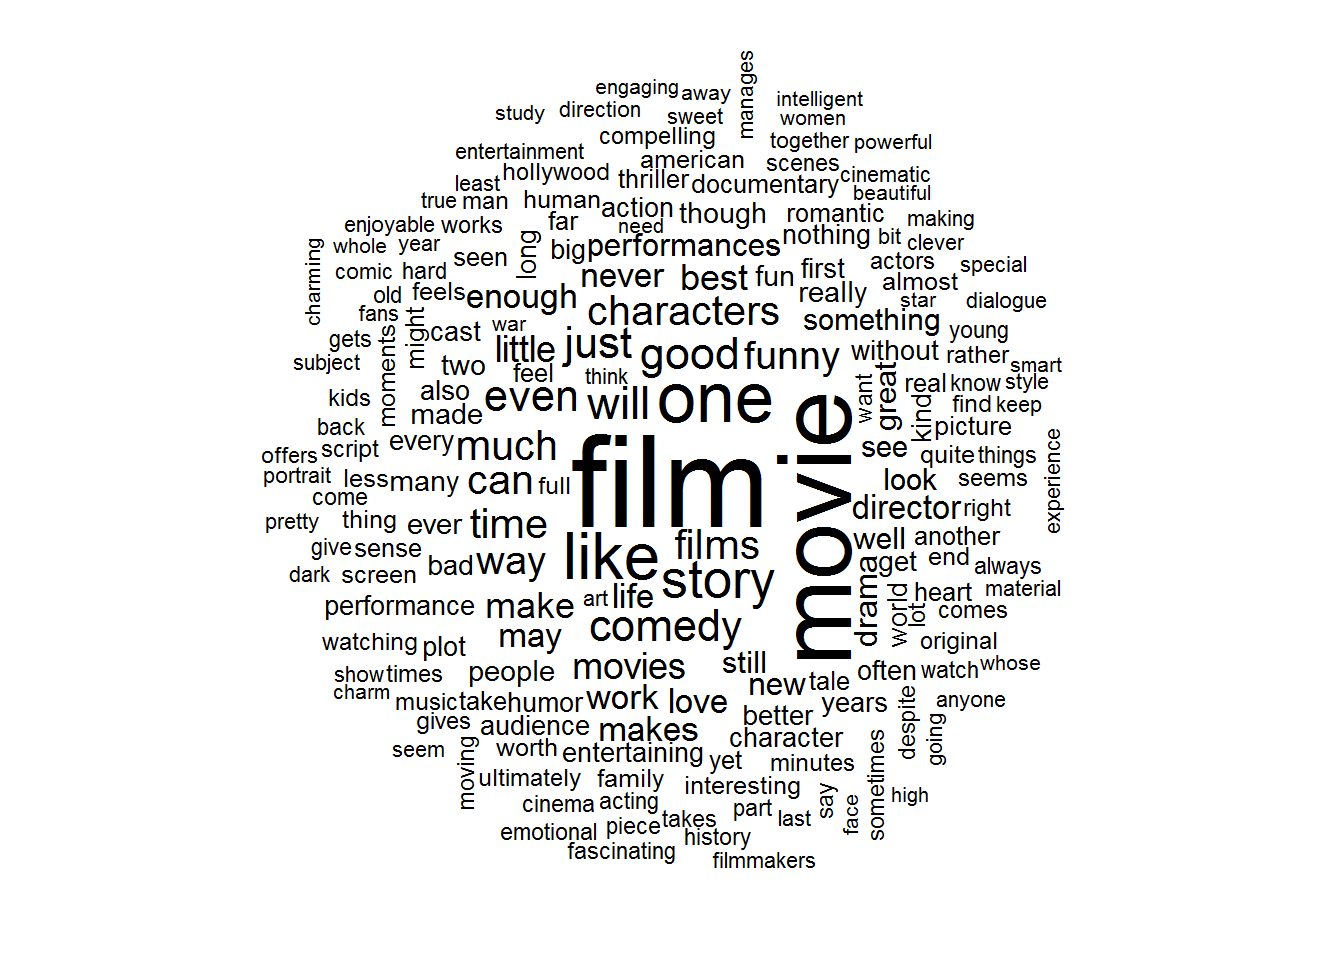 manages
engaging away
intelligent
study direction sweet women
compelling together powerful
entertainment american scenes
hollywood thriller documentary cinematic
least beautiful
true man human action though romantic making
enjoyable works far need nothing bit clever
whole year seen long big performances actors special
charming comic hard never best fun first almost
old feels enough characters really star dialogue
fans war something young
gets might cast little just good funny without rather
subject moments two feel think smart
kids also even will one want great real know style
back made kind find keep
offers script every much film movie see picture
portrait less many can full look quite things
come seems experience
pretty thing ever time director right
give sense bad way like films well another
dark screen story get end always
performance make art life drama world lot heart material
watching plot may comedy comes
show times people movies still often original
charm watch whose
music take humor work love new tale years
gives audience makes better despite going anyone
seem worth entertaining character
moving ultimately family interesting yet minutes
cinema acting part last say face sometimes high
emotional piece takes history
fascinating filmmakers